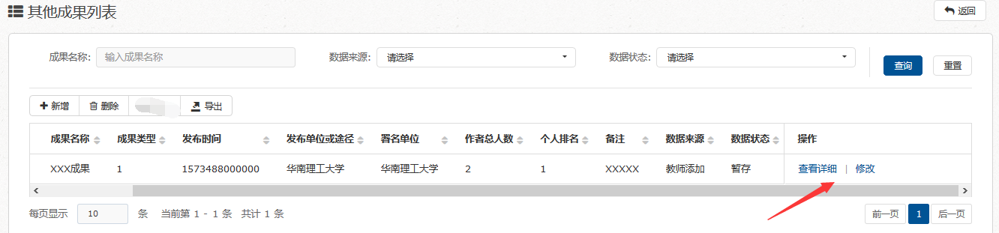 其他成果列表 返回
成果名称: 输入成果名称 数据来源: 请选择 数据状态: 请选择 查询 重置
新增 删除 导出
成果名称 成果类型 发布时间 发布单位或途径 署名单位 作者总人数 个人排名 备注 数据来源 数据状态 操作
XXX成果 1 1573488000000 华南理工大学 华南理工大学 2 1 XXXXX 教师添加 暂存 查看详细 | 修改
每页显示 10 条 当前第 1 - 1 条 共计 1 条 前一页 1 后一页